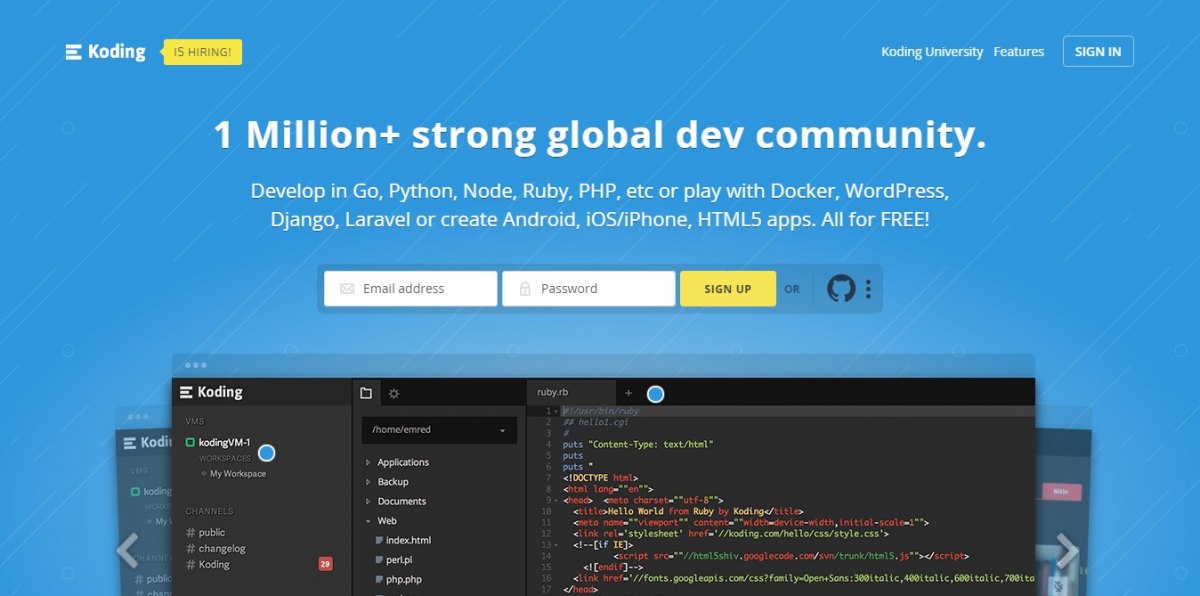 Koding
IS HIRING!
Koding University
Features
SIGN IN
1 Million+ strong global dev community.
Develop in Go, Python, Node, Ruby, PHP, etc or play with Docker, WordPress,
Django, Laravel or create Android, iOS/iPhone, HTML5 apps. All for FREE!
Email address
Password
SIGN UP
OR
Koding
VMS
kodingVM-1
WORKSPACES
My Workspace
CHANNELS
# public
# changelog
# Koding
29
/home/emred
Applications
Backup
Documents
Web
index.html
perl.pl
php.php
ruby.rb
+
1 #!/usr/bin/ruby
2 ## hello1.cgi
3 #
4 puts "Content-Type: text/html"
5 puts
6 puts "
7 <!DOCTYPE html>
8 <html lang=""en"">
9 <head> <meta charset=""utf-8"">
10 <title>Hello World from Ruby by Koding</title>
11 <meta name=""viewport"" content=""width=device-width,initial-scale=1"">
12 <link rel='stylesheet' href='//koding.com/hello/css/style.css'>
13 <!--[if IE]>
14 <script src=""//html5shiv.googlecode.com/svn/trunk/html5.js""></script>
15 <![endif]-->
16 <link href='//fonts.googleapis.com/css?family=Open+Sans:300italic,400italic,600italic,700ita
17 </head>
Kodi
VMS
koding
WORKS
My V
CHANNEL
# public
# chang